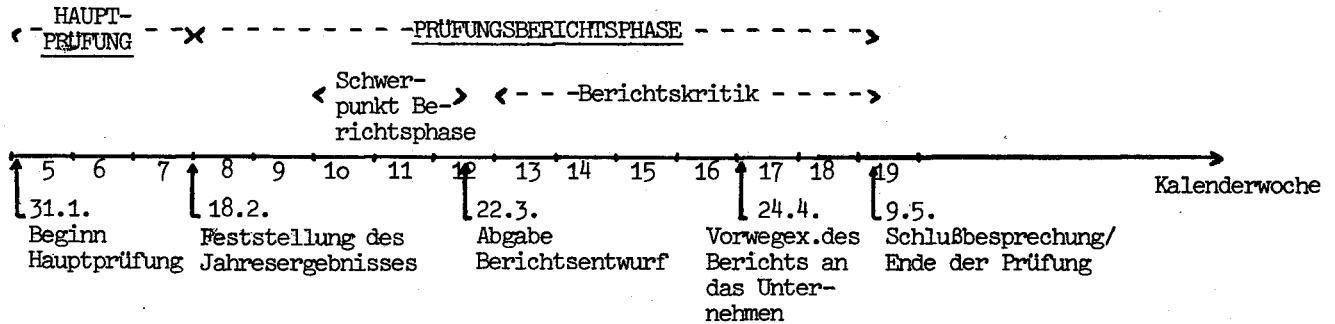 HAUPT-
PRÜFUNG
PRÜFUNGSBERICHTSPHASE
Schwer-
punkt Be-
richtsphase
Berichtskritik
5 6 7 8 9 1o 11 12 13 14 15 16 17 18 19
Kalenderwoche
31.1.
Beginn
Hauptprüfung
18.2.
Feststellung des
Jahresergebnisses
22.3.
Abgabe
Berichtsentwurf
24.4.
Vorwegex.des
Berichts an
das Unter-
nehmen
9.5.
Schlußbesprechung/
Ende der Prüfung